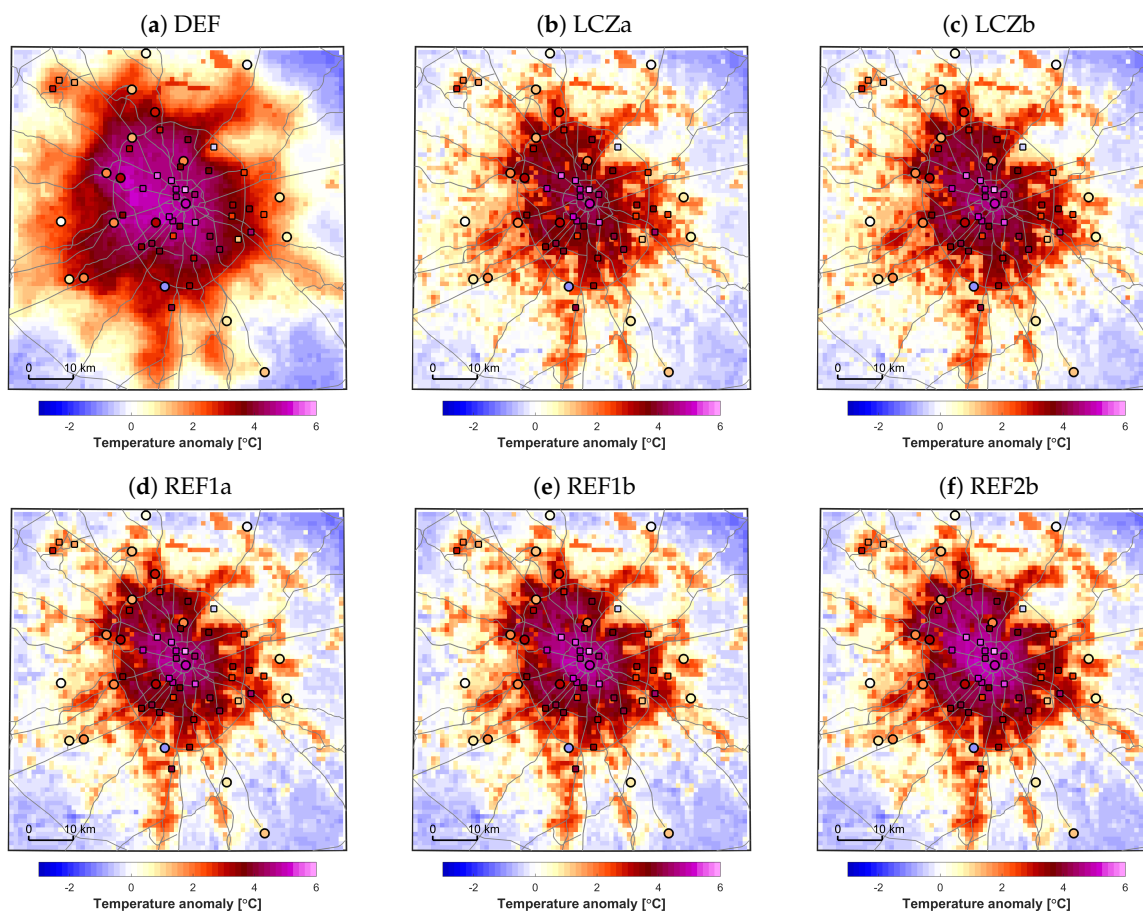 (a) DEF (b) LCZa (c) LCZb
0 10 km 0 10 km 0 10 km
-2 0 2 4 6 -2 0 2 4 6 -2 0 2 4 6
Temperature anomaly [°C] Temperature anomaly [°C] Temperature anomaly [°C]
(d) REF1a (e) REF1b (f) REF2b
0 10 km 0 10 km 0 10 km
-2 0 2 4 6 -2 0 2 4 6 -2 0 2 4 6
Temperature anomaly [°C] Temperature anomaly [°C] Temperature anomaly [°C]